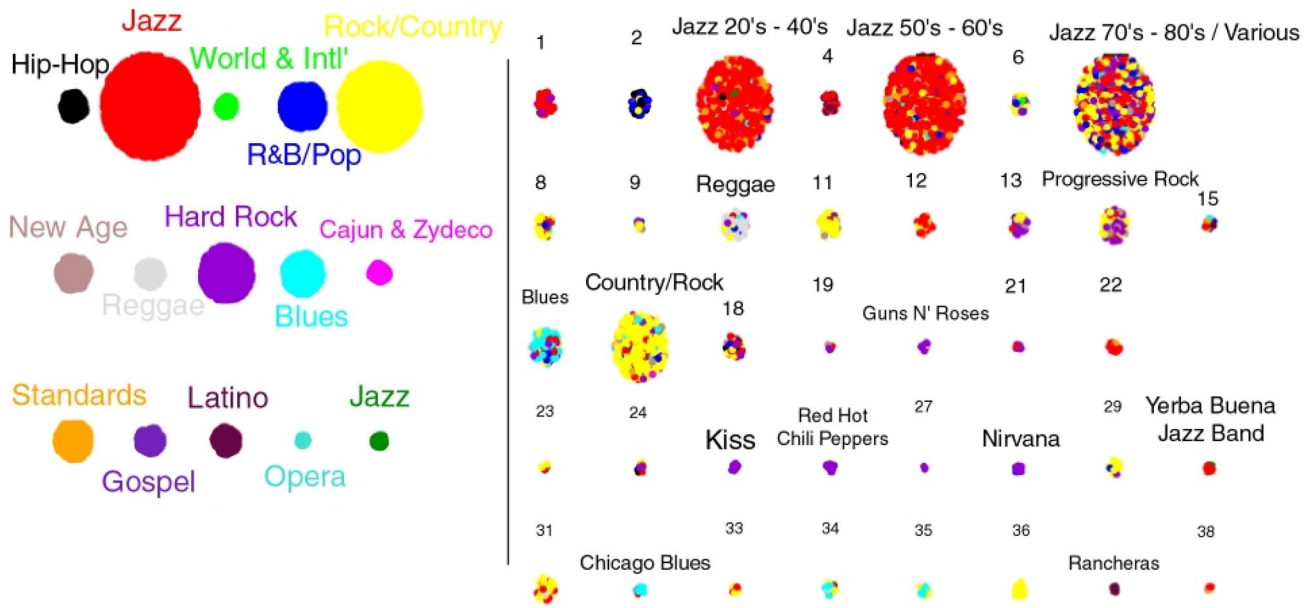 Jazz
Rock/Country
Hip-Hop
World & Intl'
R&B/Pop
New Age
Hard Rock
Cajun & Zydeco
Reggae
Blues
Standards
Latino
Jazz
Gospel
Opera
1
2
Jazz 20's - 40's
4
Jazz 50's - 60's
6
Jazz 70's - 80's / Various
8
9
Reggae
11
12
13
Progressive Rock
15
Blues
Country/Rock
18
19
Guns N' Roses
21
22
23
24
Kiss
Red Hot
Chili Peppers
27
Nirvana
29
Yerba Buena
Jazz Band
31
Chicago Blues
33
34
35
36
Rancheras
38